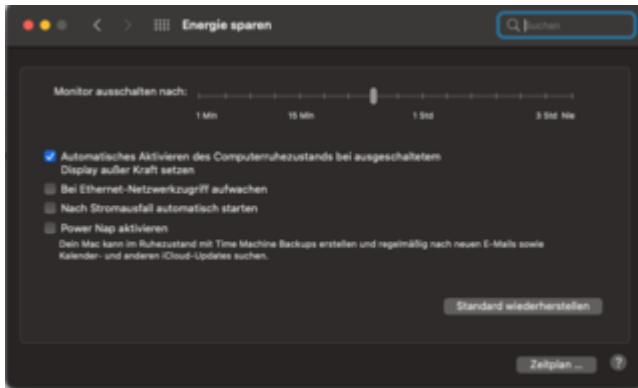 Energie sparen
Suchen
Monitor ausschalten nach:
1 Min 15 Min 1 Std 3 Std Nie
Automatisches Aktivieren des Computerruhezustands bei ausgeschaltetem
Display außer Kraft setzen
Bei Ethernet-Netzwerkzugriff aufwachen
Nach Stromausfall automatisch starten
Power Nap aktivieren
Dein Mac kann im Ruhezustand mit Time Machine Backups erstellen und regelmäßig nach neuen E-Mails sowie
Kalender- und anderen iCloud-Updates suchen.
Standard wiederherstellen
Zeitplan ...
?